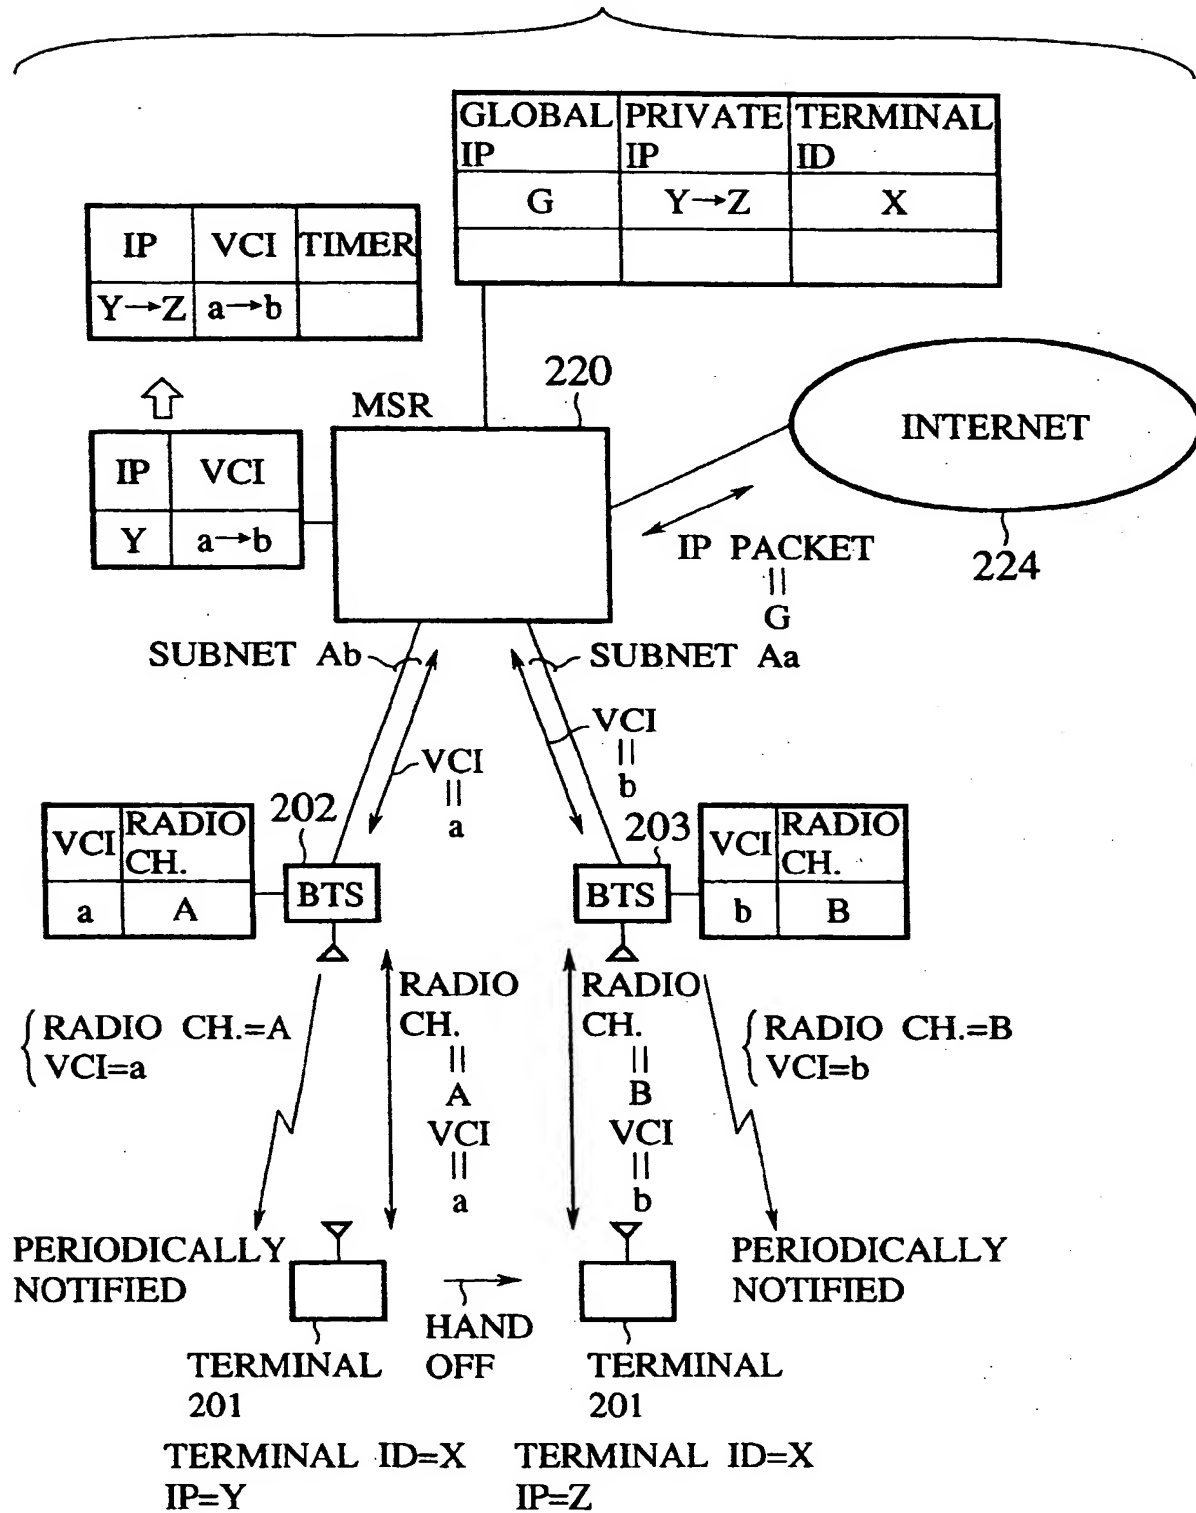 GLOBAL IP PRIVATE IP TERMINAL ID
G Y→Z X
IP VCI TIMER
Y→Z a→b
220
MSR
INTERNET
IP VCI
Y a→b
224
IP PACKET
||
G
SUBNET Ab
SUBNET Aa
VCI
||
b
VCI
||
a
202
203
VCI RADIO CH.
a A
BTS
BTS
VCI RADIO CH.
b B
RADIO CH.=A
VCI=a
RADIO
CH.
||
A
VCI
||
a
RADIO
CH.
||
B
VCI
||
b
RADIO CH.=B
VCI=b
PERIODICALLY
NOTIFIED
PERIODICALLY
NOTIFIED
HAND
OFF
TERMINAL
201
TERMINAL
201
TERMINAL ID=X
IP=Y
TERMINAL ID=X
IP=Z